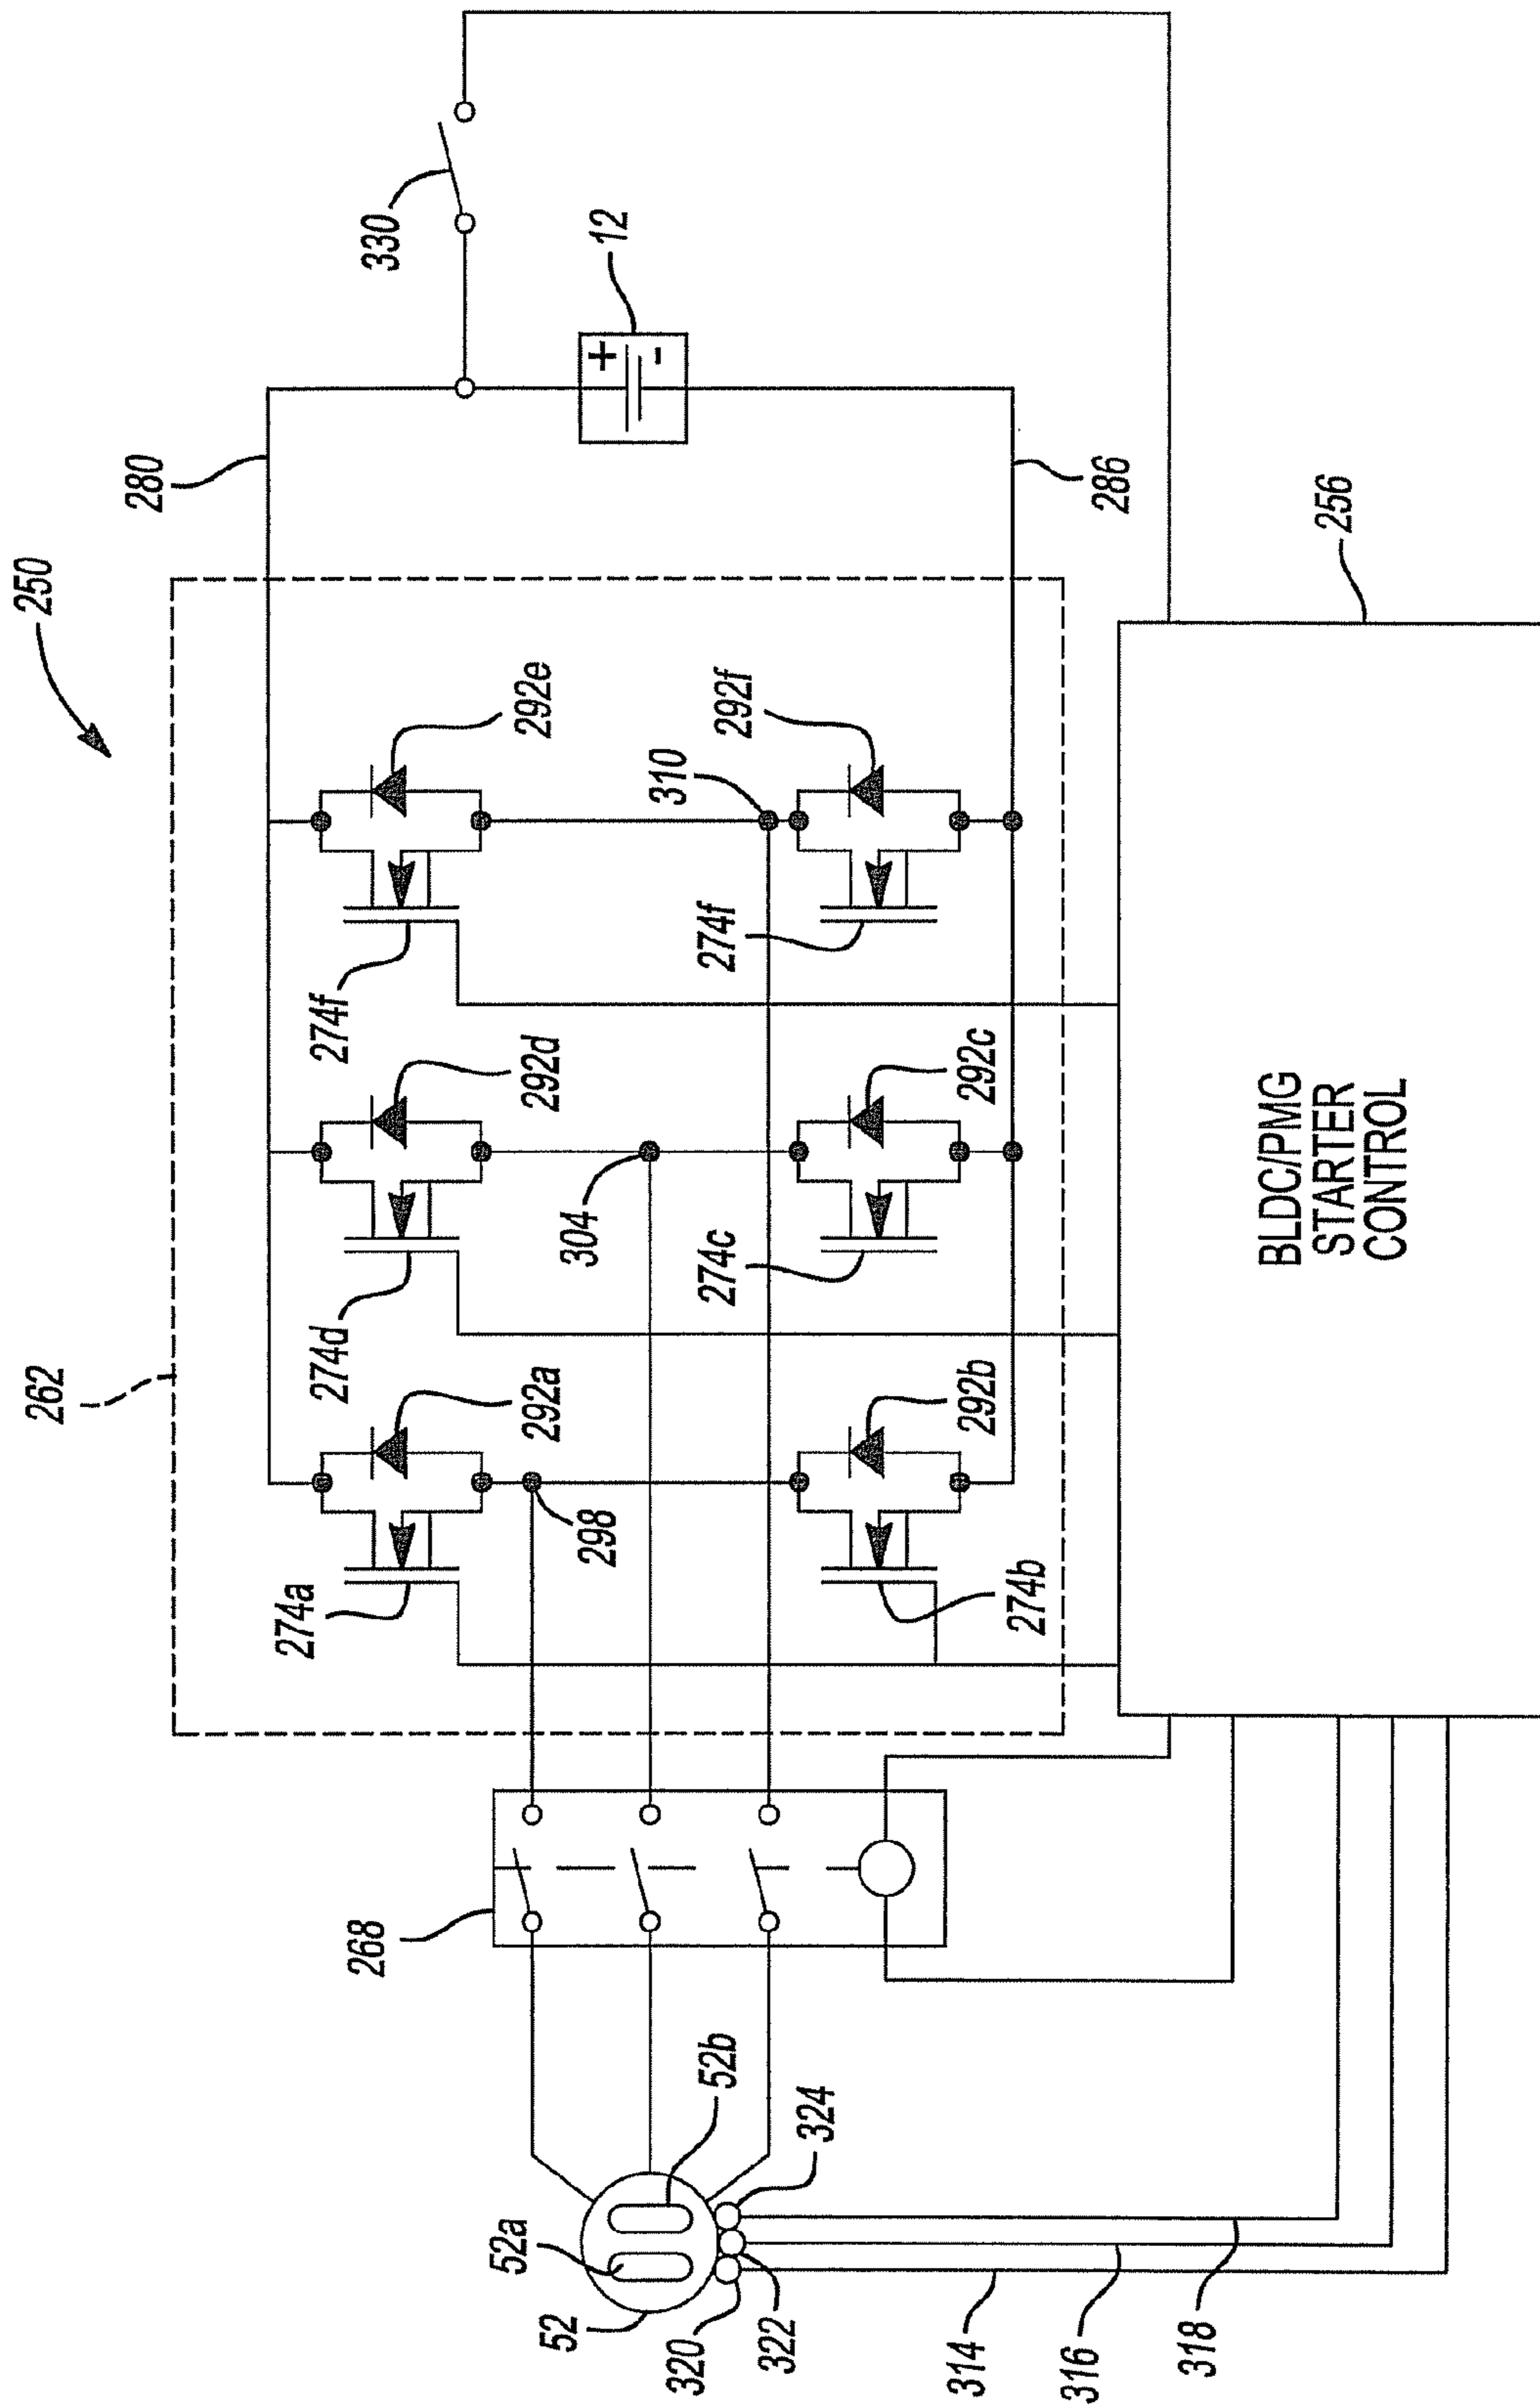 250
262
280
330
12
274a
292a
274d
292d
274f
292e
298
304
310
274b
292b
274c
292c
274f
292f
286
268
52
52a
52b
320
322
324
314
316
318
256
+
-
BLDC/PMG
STARTER
CONTROL